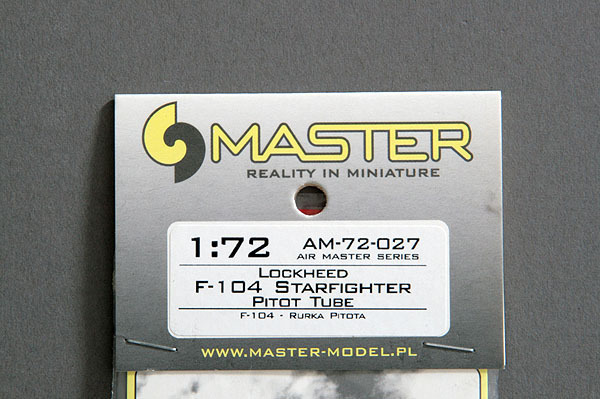 MASTER
REALITY IN MINIATURE
1:72 AM-72-027
AIR MASTER SERIES
LOCKHEED
F-104 STARFIGHTER
PITOT TUBE
F-104 - RURKA PITOTA
WWW.MASTER-MODEL.PL